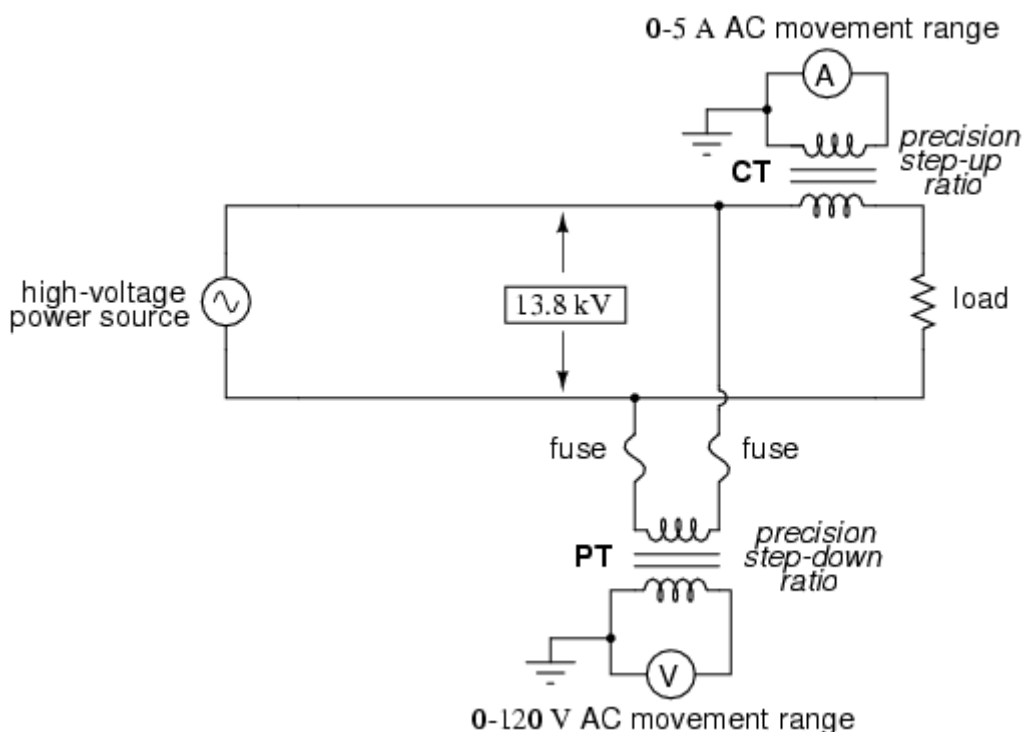 0-5 A AC movement range
A
precision
step-up
ratio
CT
high-voltage
power source
13.8 kV
load
fuse
fuse
PT
precision
step-down
ratio
V
0-120 V AC movement range